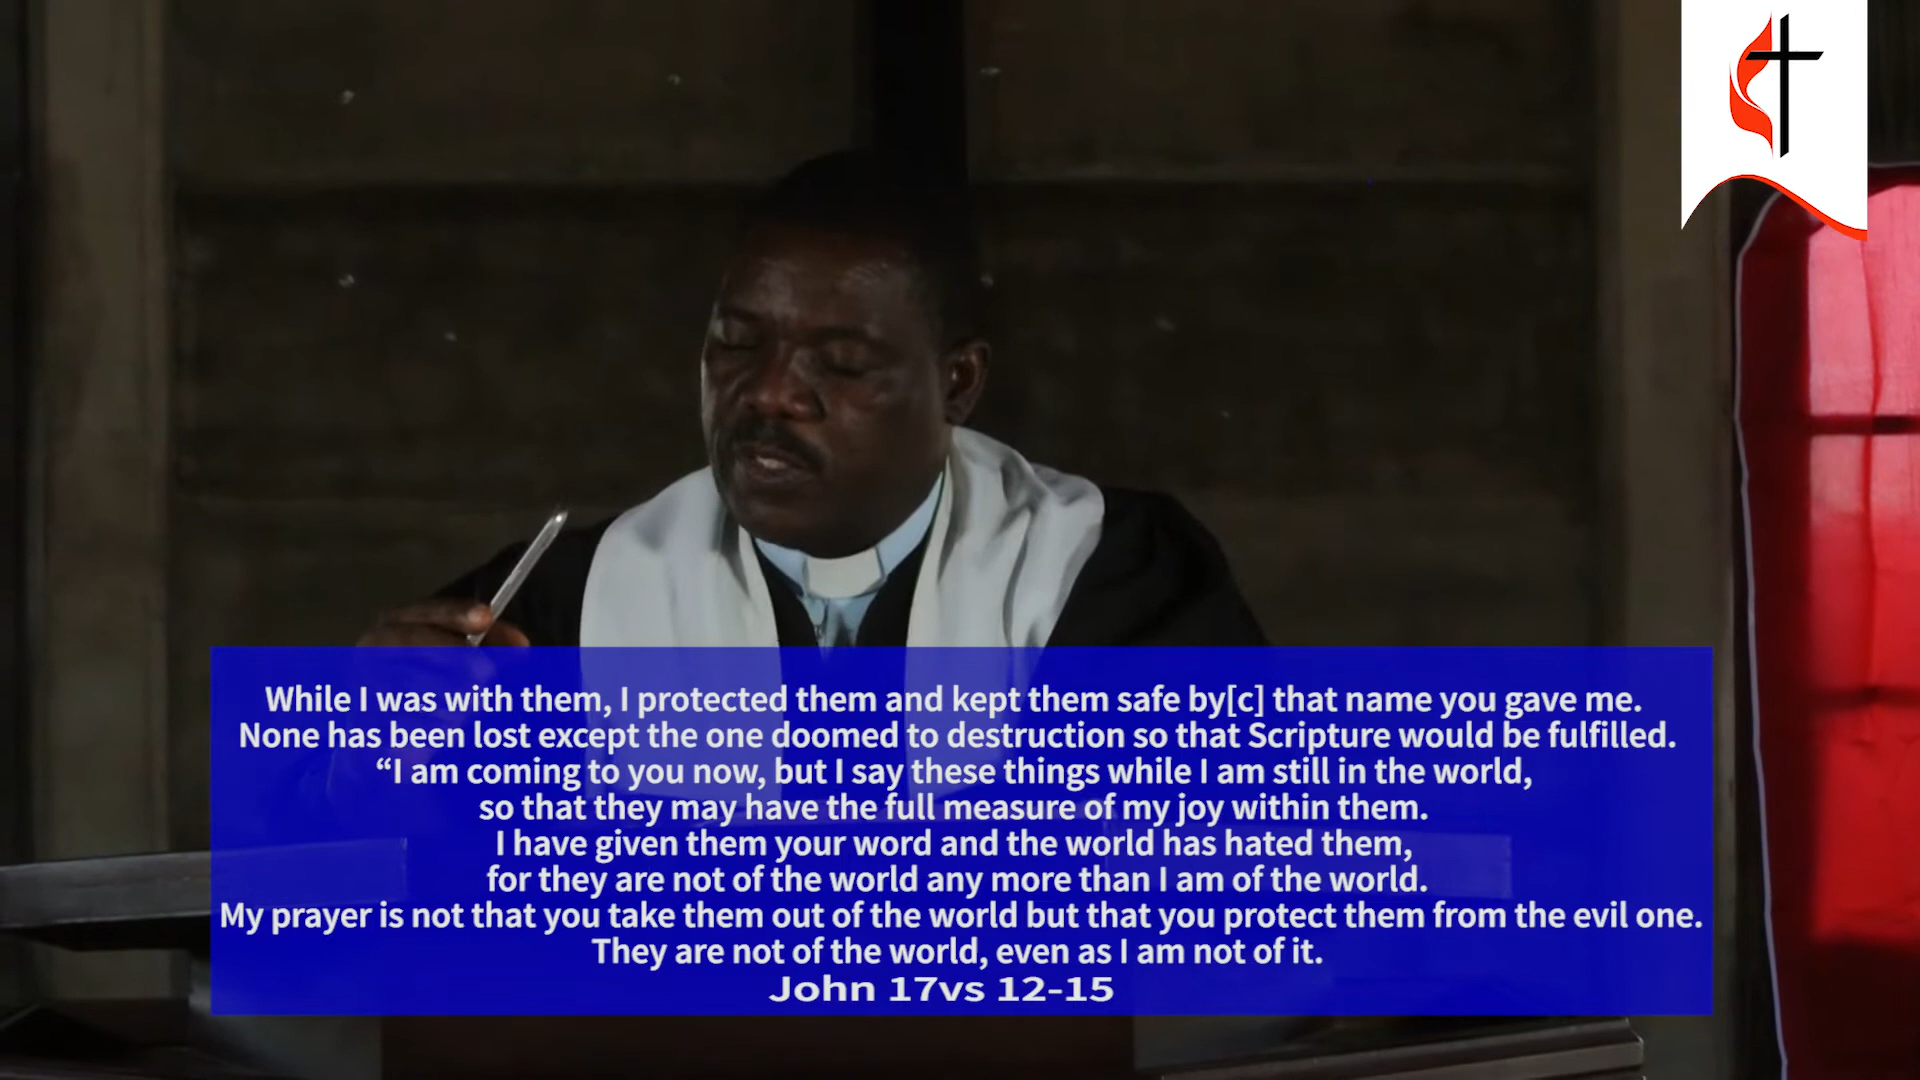 While I was with them, I protected them and kept them safe by[c] that name you gave me.
None has been lost except the one doomed to destruction so that Scripture would be fulfilled.
“I am coming to you now, but I say these things while I am still in the world,
so that they may have the full measure of my joy within them.
I have given them your word and the world has hated them,
for they are not of the world any more than I am of the world.
My prayer is not that you take them out of the world but that you protect them from the evil one.
They are not of the world, even as I am not of it.
John 17vs 12-15